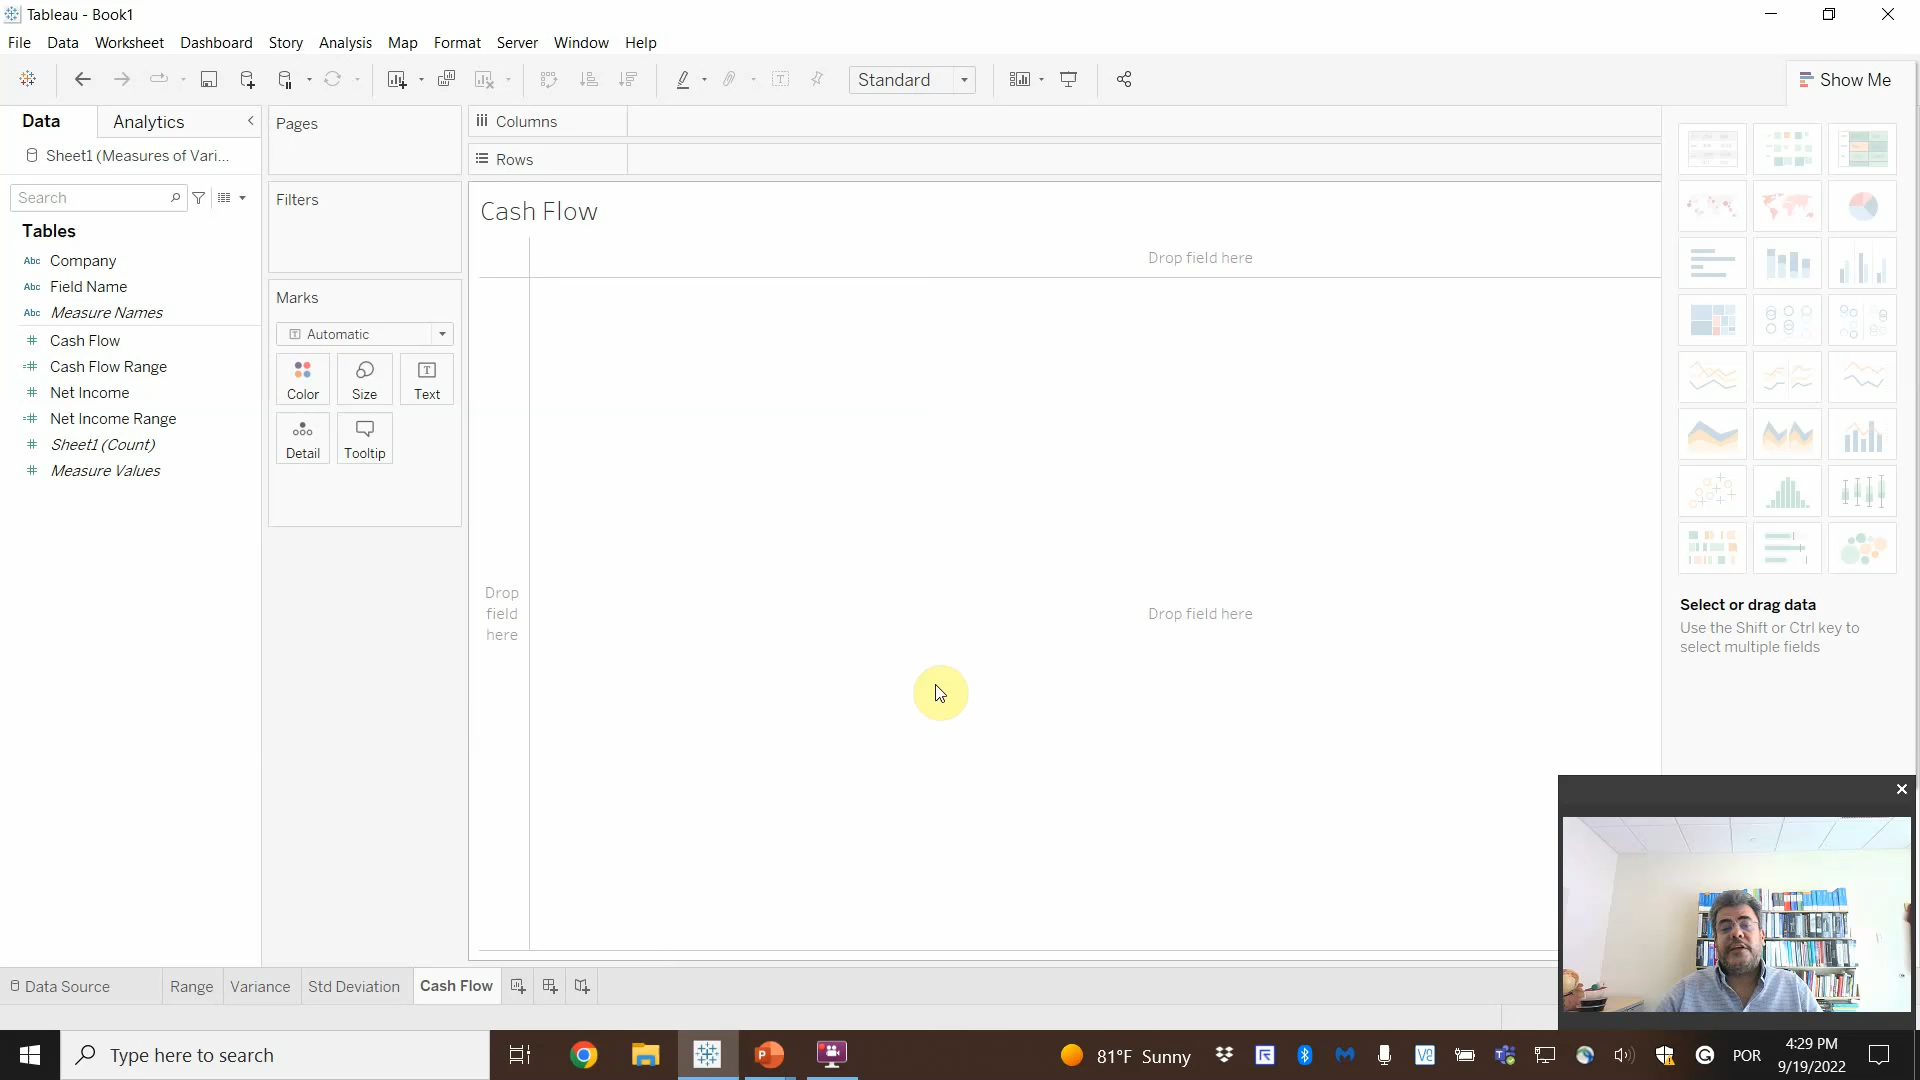 Tableau - Book1
File Data Worksheet Dashboard Story Analysis Map Format Server Window Help
Standard
Show Me
Data
Analytics
Pages
Columns
Sheet1 (Measures of Vari...
Rows
Search
Filters
Cash Flow
Tables
Drop field here
Abc Company
Abc Field Name
Abc Measure Names
Marks
Cash Flow
Automatic
Cash Flow Range
Net Income
Color Size Text
Net Income Range
Sheet1 (Count)
Detail Tooltip
Measure Values
Drop
field
here
Drop field here
Select or drag data
Use the Shift or Ctrl key to
select multiple fields
Data Source Range Variance Std Deviation Cash Flow
Type here to search
81°F Sunny
POR
4:29 PM
9/19/2022